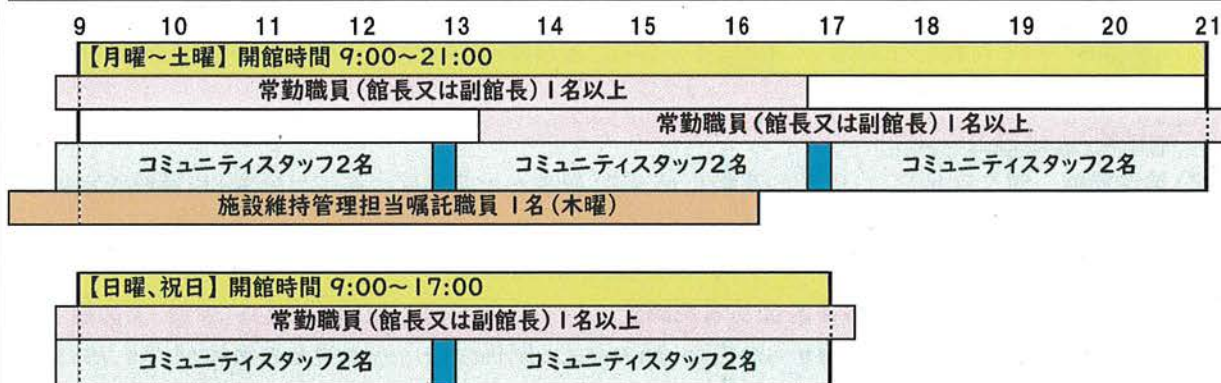 9 10 11 12 13 14 15 16 17 18 19 20 21
【月曜～土曜】開館時間 9:00～21:00
常勤職員(館長又は副館長)1名以上
常勤職員(館長又は副館長)1名以上
コミュニティスタッフ2名 コミュニティスタッフ2名 コミュニティスタッフ2名
施設維持管理担当嘱託職員 1名(木曜)
【日曜、祝日】開館時間 9:00～17:00
常勤職員(館長又は副館長)1名以上
コミュニティスタッフ2名 コミュニティスタッフ2名